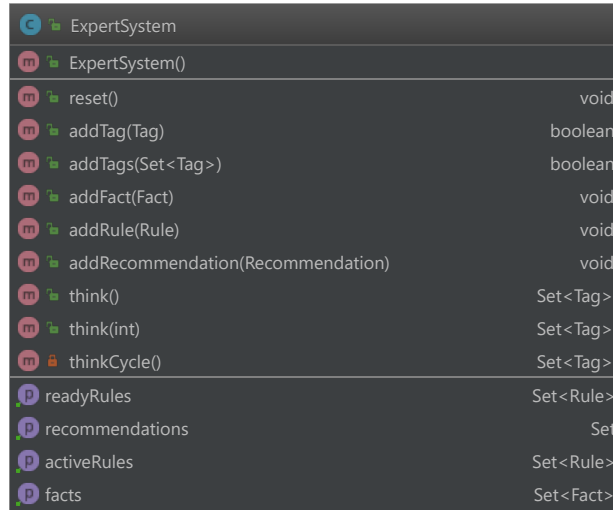 C ExpertSystem
m ExpertSystem()
m reset() void
m addTag(Tag) boolean
m addTags(Set<Tag>) boolean
m addFact(Fact) void
m addRule(Rule) void
m addRecommendation(Recommendation) void
m think() Set<Tag>
m think(int) Set<Tag>
m thinkCycle() Set<Tag>
p readyRules Set<Rule>
p recommendations Set
p activeRules Set<Rule>
p facts Set<Fact>